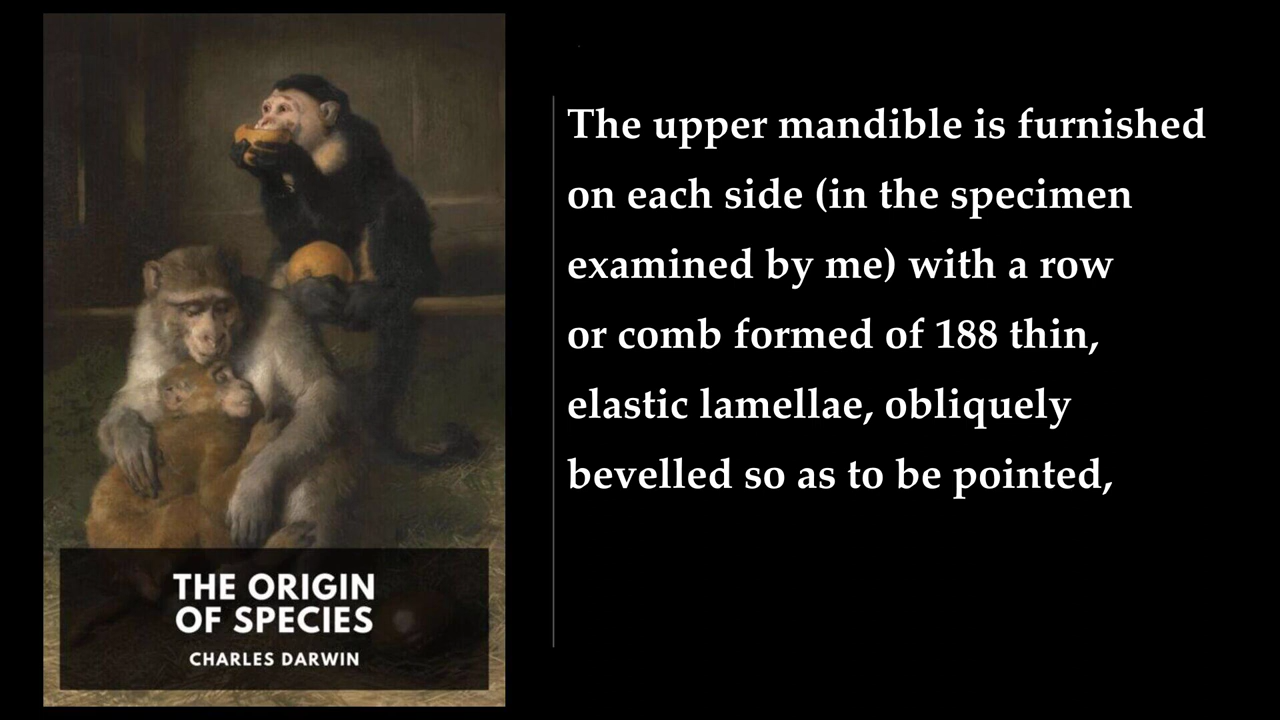 THE ORIGIN
OF SPECIES
CHARLES DARWIN
The upper mandible is furnished
on each side (in the specimen
examined by me) with a row
or comb formed of 188 thin,
elastic lamellae, obliquely
bevelled so as to be pointed,